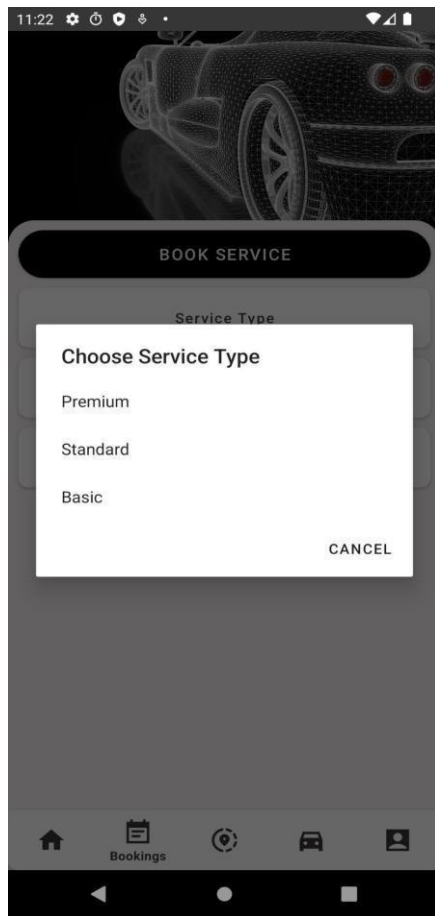 11:22
BOOK SERVICE
Service Type
Choose Service Type
Premium
Standard
Basic
CANCEL
Bookings